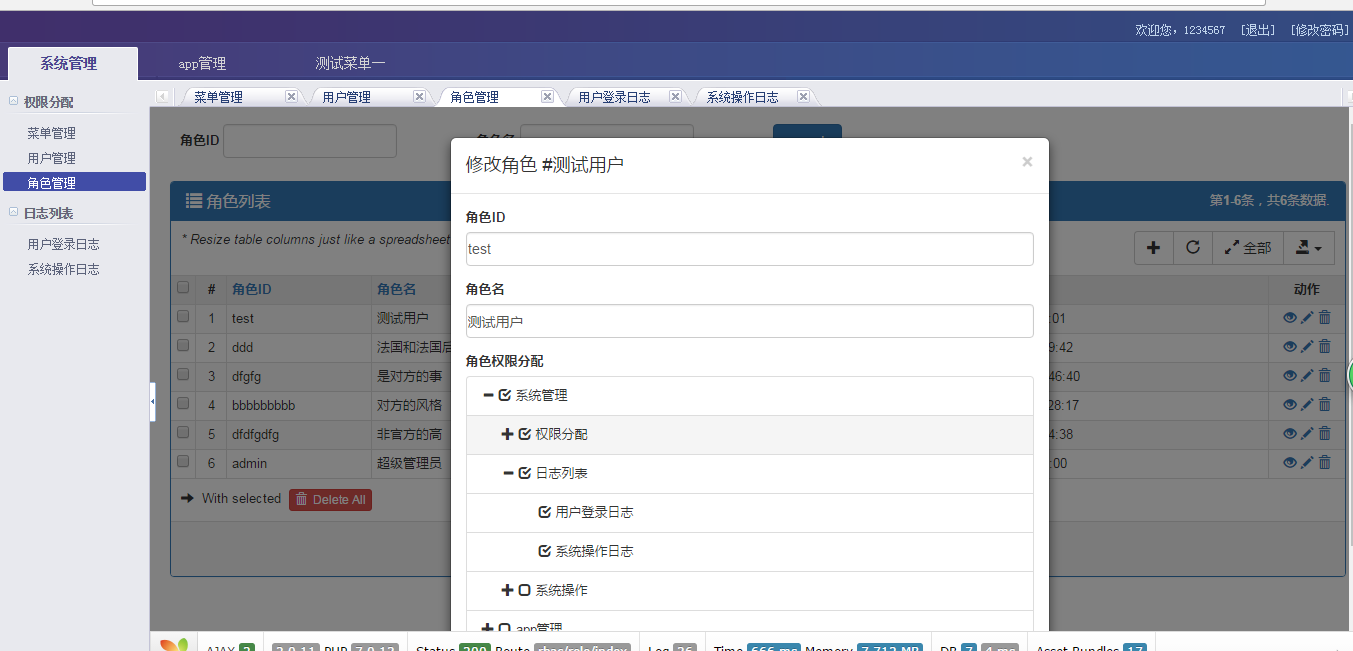 欢迎您，1234567 [退出] [修改密码]
系统管理 app管理 测试菜单一
权限分配
菜单管理
用户管理
角色管理
日志列表
用户登录日志
系统操作日志
菜单管理 用户管理 角色管理 用户登录日志 系统操作日志
角色ID
角色列表 第1-6条，共6条数据.
* Resize table columns just like a spreadsheet
全部
# 角色ID 角色名 动作
1 test 测试用户 :01
2 ddd 法国和法国后 9:42
3 dfgfg 是对方的事 46:40
4 bbbbbbbbb 对方的风格 28:17
5 dfdfgdfg 非官方的高 4:38
6 admin 超级管理员 :00
With selected Delete All
修改角色 #测试用户 ×
角色ID
test
角色名
测试用户
角色权限分配
系统管理
权限分配
日志列表
用户登录日志
系统操作日志
系统操作
app管理
AJAX 2 2.0.11 PHP 7.0.12 Status 200 Route rbac/role/index Log 36 Time 666 ms Memory 7.712 MB DB 7 4 ms Asset Bundles 17